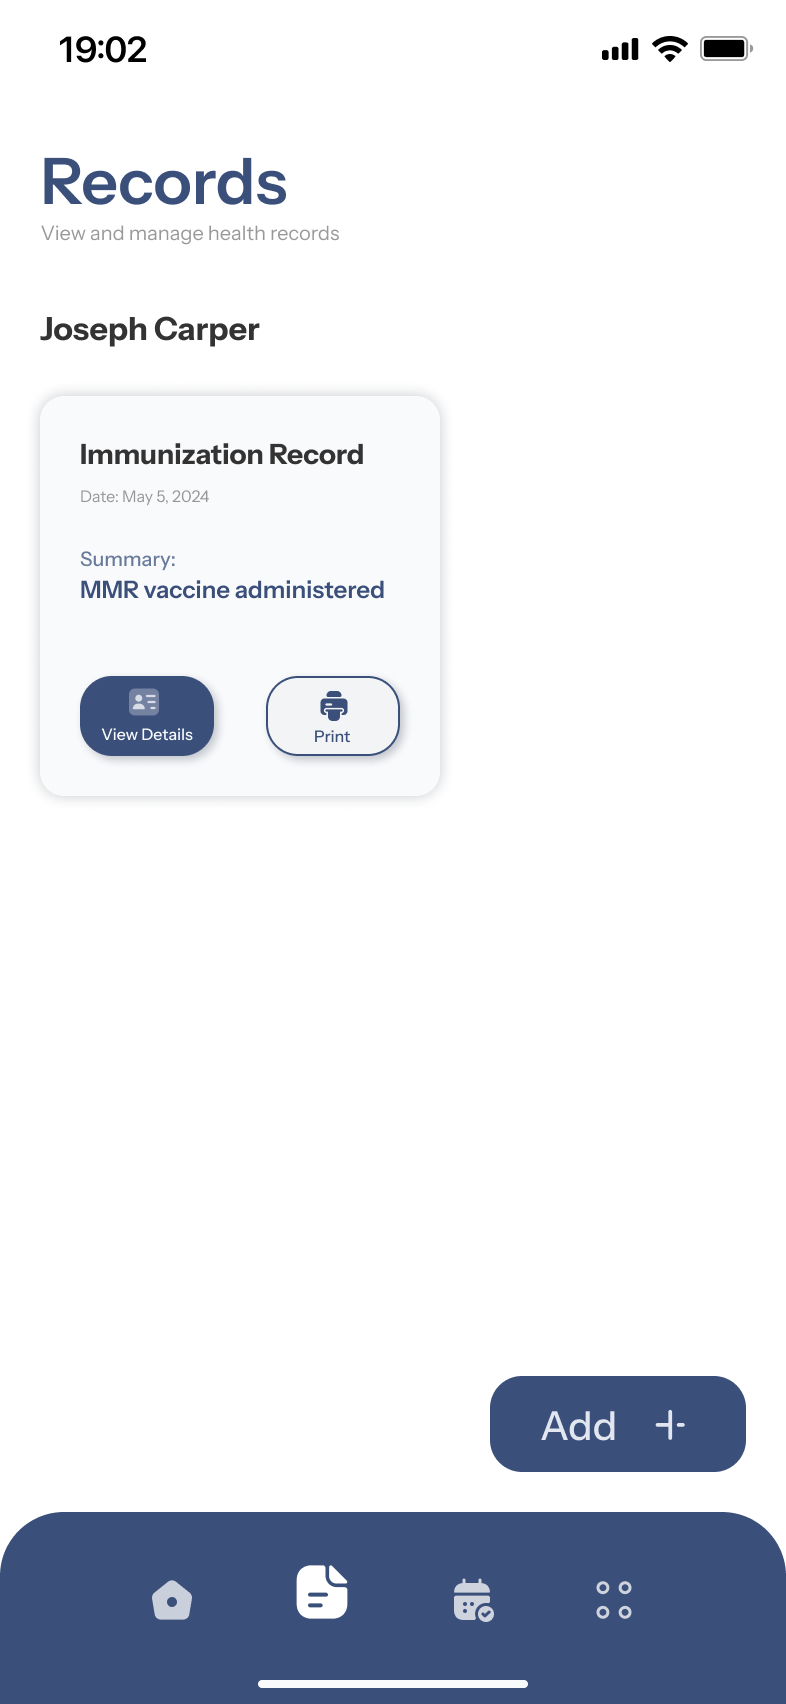 19:02
Records
View and manage health records
Joseph Carper
Immunization Record
Date: May 5, 2024
Summary:
MMR vaccine administered
View Details
Print
Add